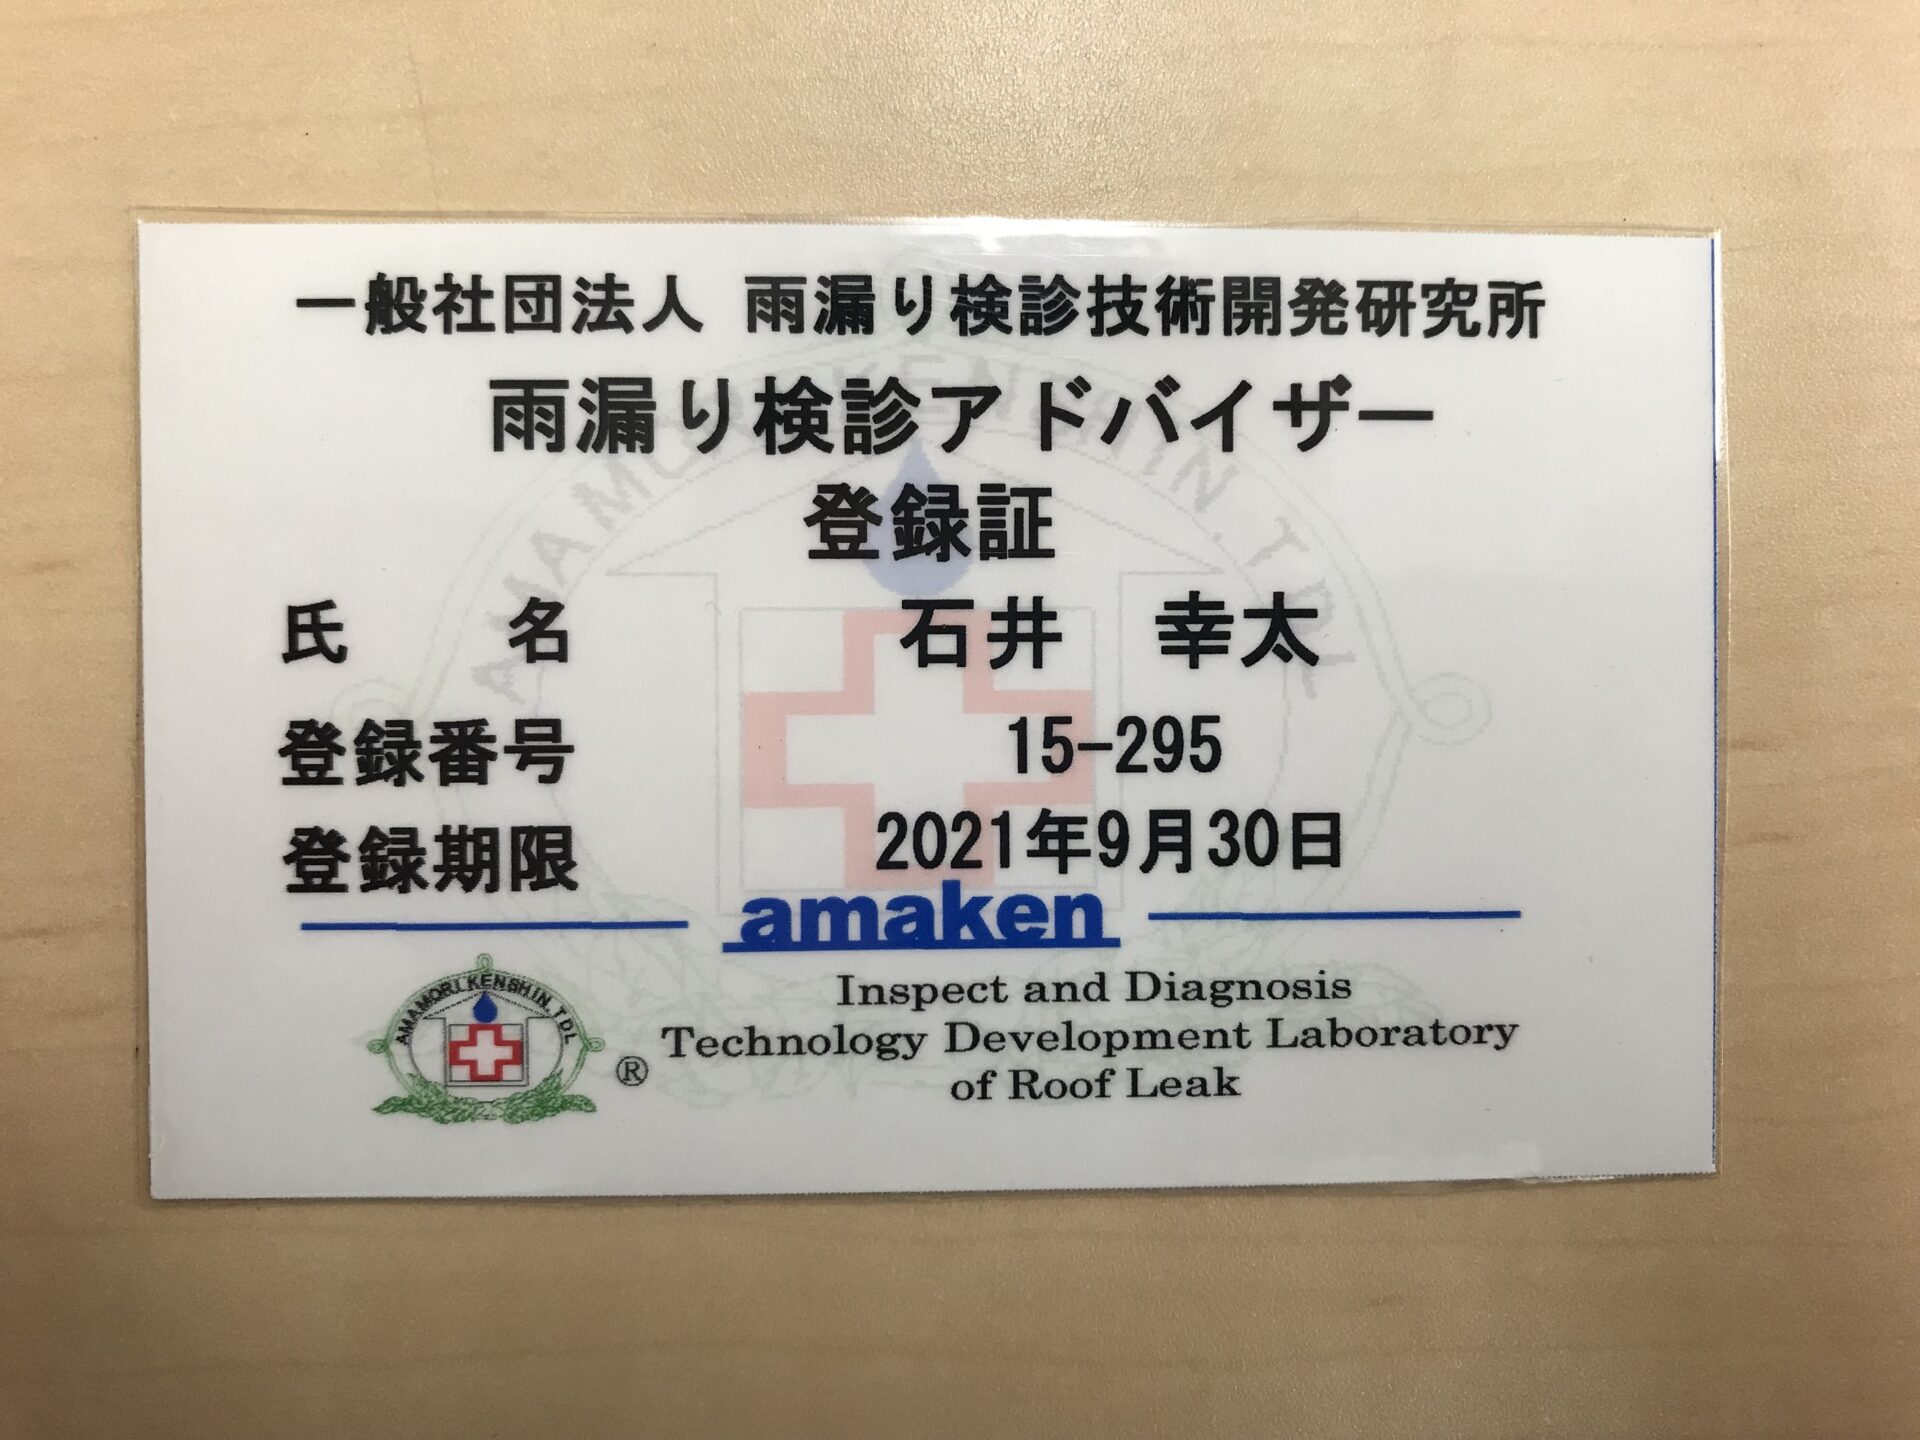 一般社団法人 雨漏り検診技術開発研究所
雨漏り検診アドバイザー
登録証
氏　名　石井　幸太
登録番号　15-295
登録期限　2021年9月30日
amaken
AMAMORI KENSHIN.TDL
®
Inspect and Diagnosis
Technology Development Laboratory
of Roof Leak